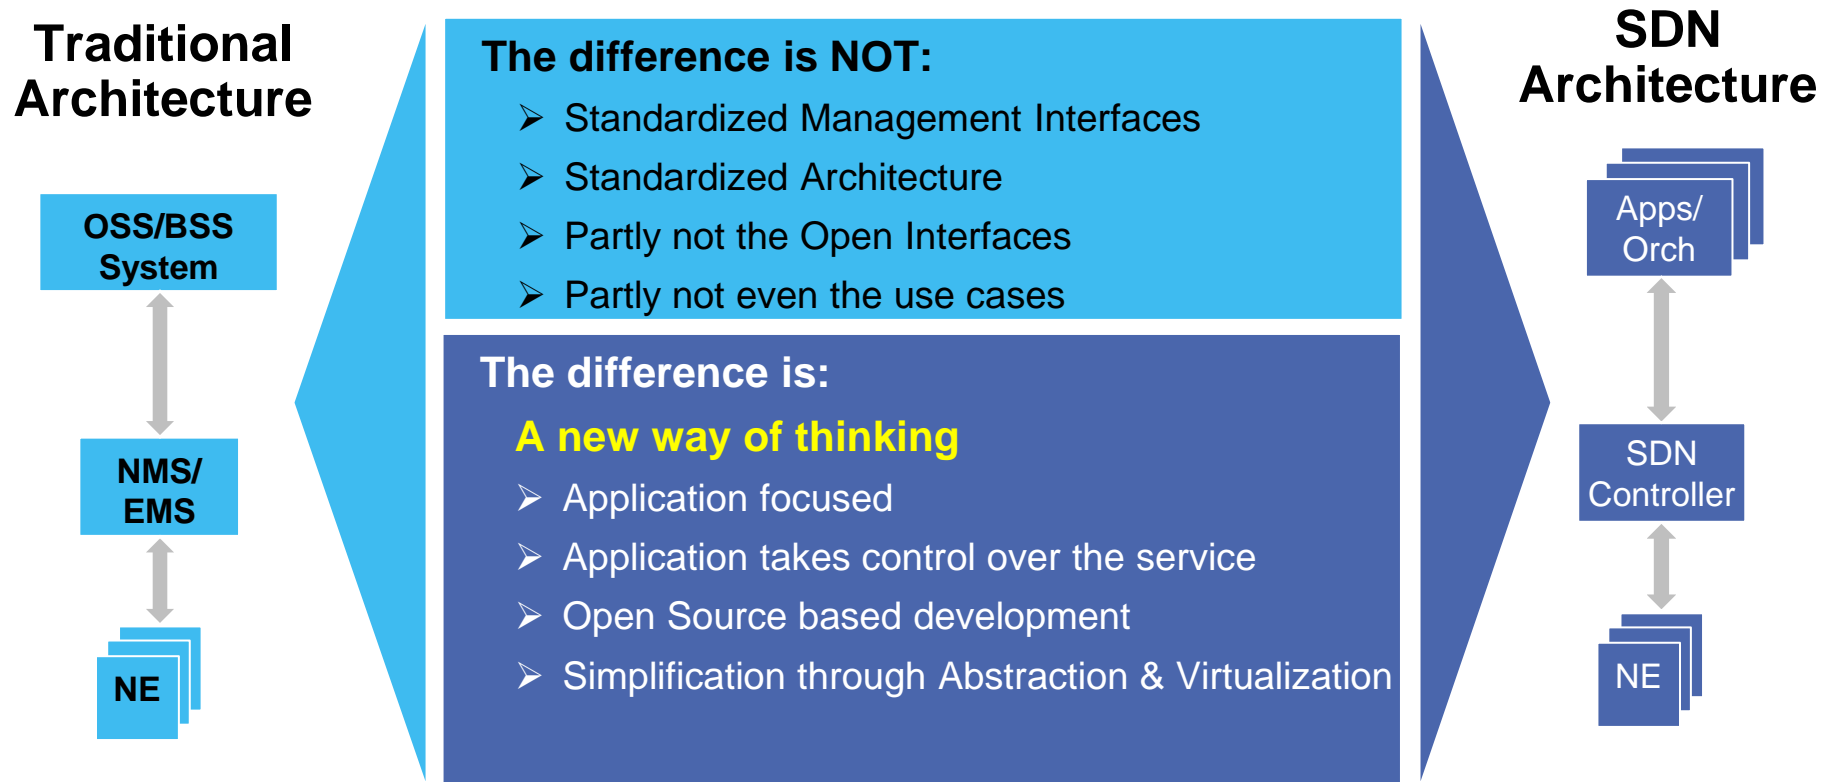 Traditional
Architecture
OSS/BSS
System
NMS/
EMS
NE
The difference is NOT:
➢ Standardized Management Interfaces
➢ Standardized Architecture
➢ Partly not the Open Interfaces
➢ Partly not even the use cases
The difference is:
A new way of thinking
➢ Application focused
➢ Application takes control over the service
➢ Open Source based development
➢ Simplification through Abstraction & Virtualization
SDN
Architecture
Apps/
Orch
SDN
Controller
NE